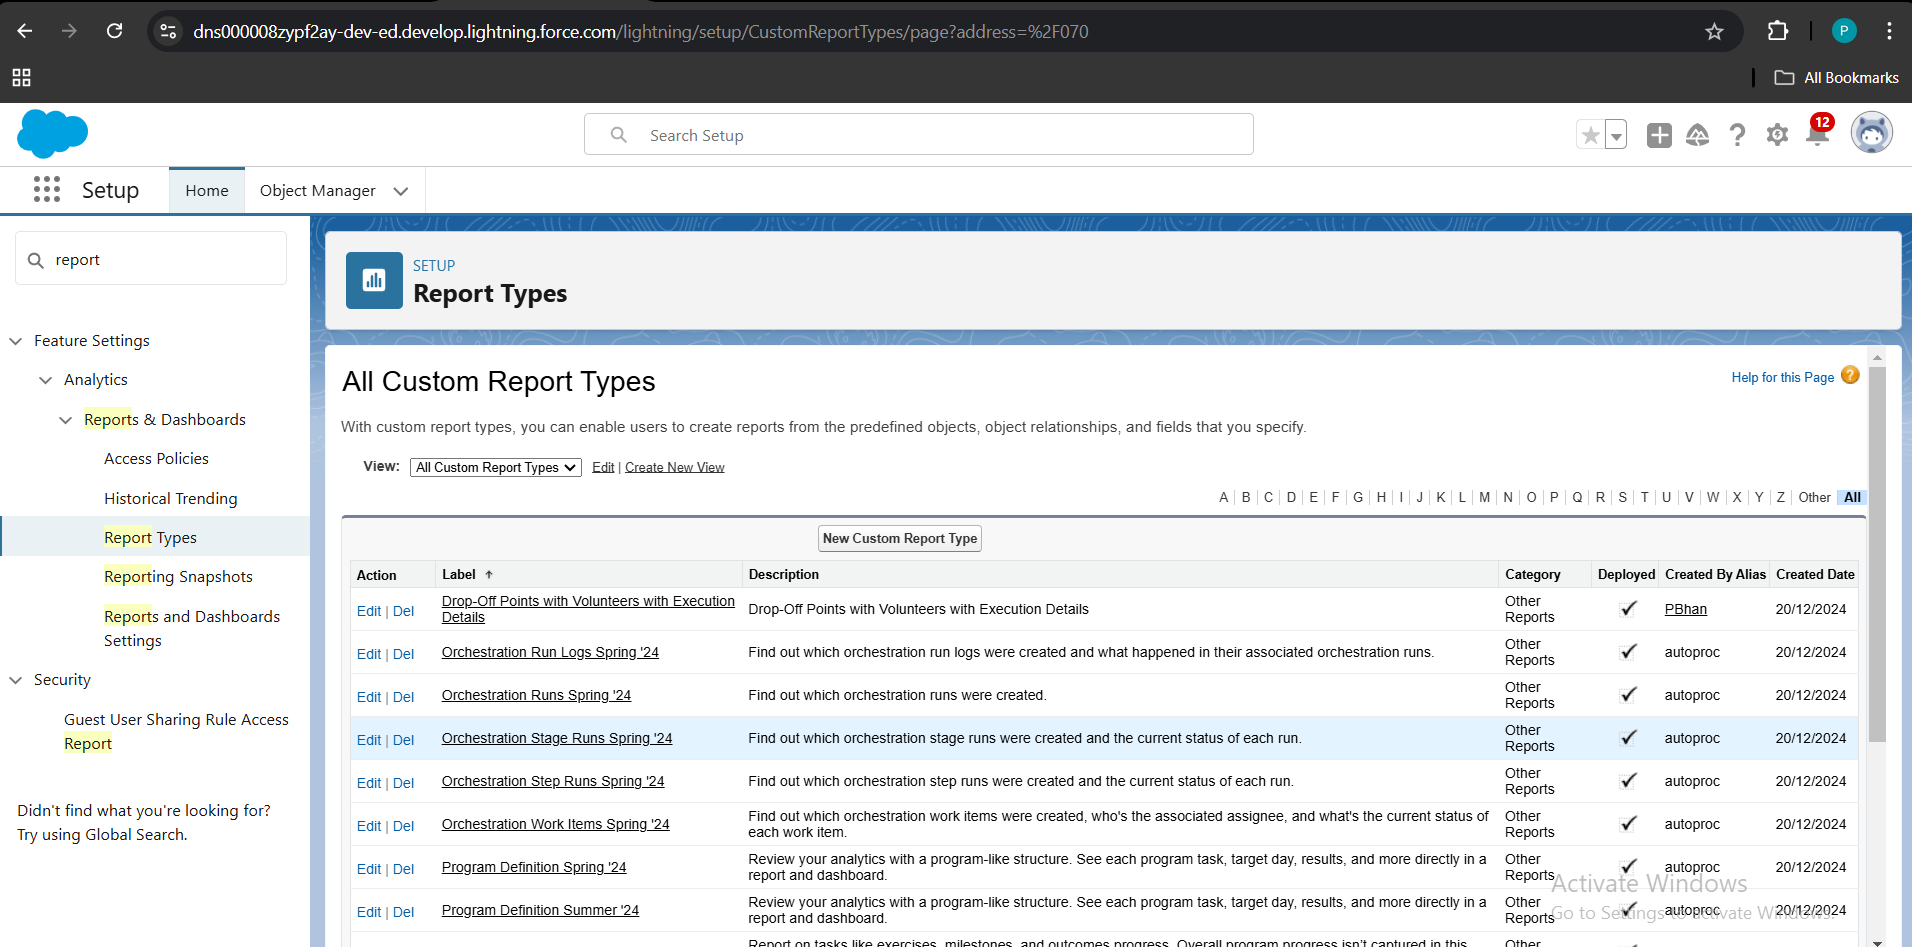 dns000008zypf2ay-dev-ed.develop.lightning.force.com/lightning/setup/CustomReportTypes/page?address=%2F070
P
All Bookmarks
Search Setup
12
Setup
Home
Object Manager
report
Feature Settings
Analytics
Reports & Dashboards
Access Policies
Historical Trending
Report Types
Reporting Snapshots
Reports and Dashboards
Settings
Security
Guest User Sharing Rule Access
Report
Didn't find what you're looking for?
Try using Global Search.
SETUP
Report Types
All Custom Report Types
Help for this Page ?
With custom report types, you can enable users to create reports from the predefined objects, object relationships, and fields that you specify.
View: All Custom Report Types Edit | Create New View
A | B | C | D | E | F | G | H | I | J | K | L | M | N | O | P | Q | R | S | T | U | V | W | X | Y | Z | Other All
New Custom Report Type
Action Label Description Category Deployed Created By Alias Created Date
Edit | Del Drop-Off Points with Volunteers with Execution
Details Drop-Off Points with Volunteers with Execution Details Other
Reports PBhan 20/12/2024
Edit | Del Orchestration Run Logs Spring '24 Find out which orchestration run logs were created and what happened in their associated orchestration runs. Other
Reports autoproc 20/12/2024
Edit | Del Orchestration Runs Spring '24 Find out which orchestration runs were created. Other
Reports autoproc 20/12/2024
Edit | Del Orchestration Stage Runs Spring '24 Find out which orchestration stage runs were created and the current status of each run. Other
Reports autoproc 20/12/2024
Edit | Del Orchestration Step Runs Spring '24 Find out which orchestration step runs were created and the current status of each run. Other
Reports autoproc 20/12/2024
Edit | Del Orchestration Work Items Spring '24 Find out which orchestration work items were created, who's the associated assignee, and what's the current status of
each work item. Other
Reports autoproc 20/12/2024
Edit | Del Program Definition Spring '24 Review your analytics with a program-like structure. See each program task, target day, results, and more directly in a
report and dashboard. Other
Reports autoproc 20/12/2024
Edit | Del Program Definition Summer '24 Review your analytics with a program-like structure. See each program task, target day, results, and more directly in a
report and dashboard. Other
Reports autoproc 20/12/2024
Report on tasks like exercises, milestones, and outcomes progress. Overall program progress isn't captured in this Other
Activate Windows
Go to Settings to activate Windows.